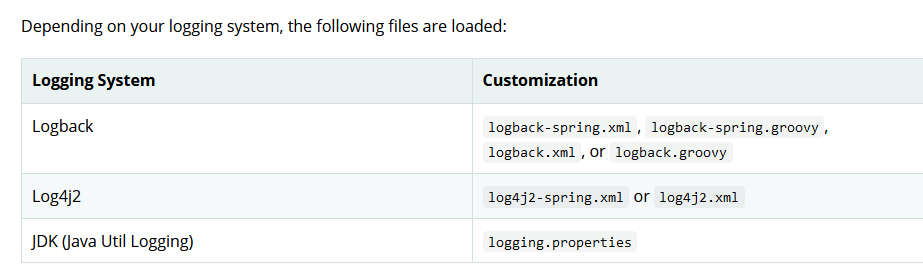 Depending on your logging system, the following files are loaded:
Logging System Customization
Logback logback-spring.xml , logback-spring.groovy ,
logback.xml , or logback.groovy
Log4j2 log4j2-spring.xml or log4j2.xml
JDK (Java Util Logging) logging.properties